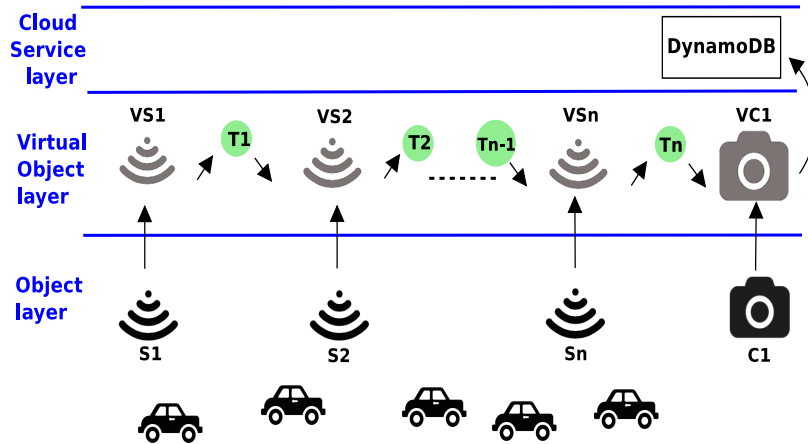 Cloud
Service
layer
DynamoDB
VS1
VS2
VSn
VC1
Virtual
Object
layer
T1
T2
Tn-1
Tn
Object
layer
S1
S2
Sn
C1